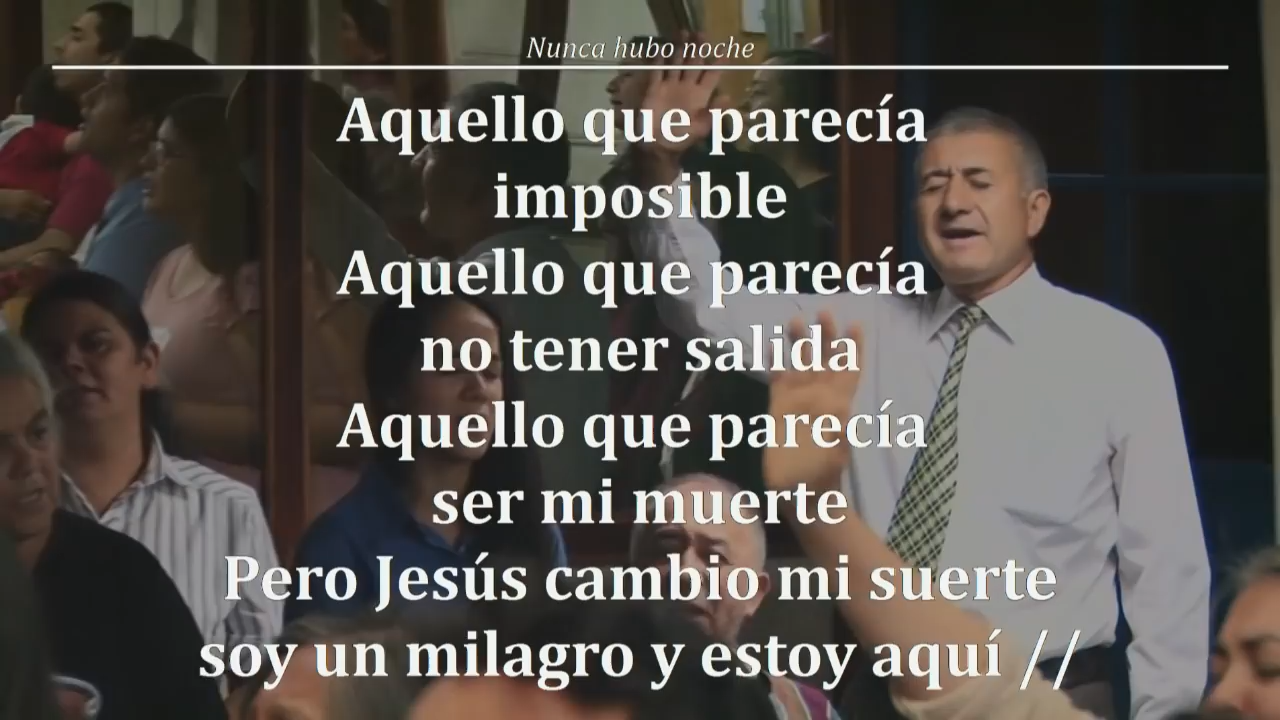 Nunca hubo noche
Aquello que parecía
imposible
Aquello que parecía
no tener salida
Aquello que parecía
ser mi muerte
Pero Jesús cambio mi suerte
soy un milagro y estoy aquí //